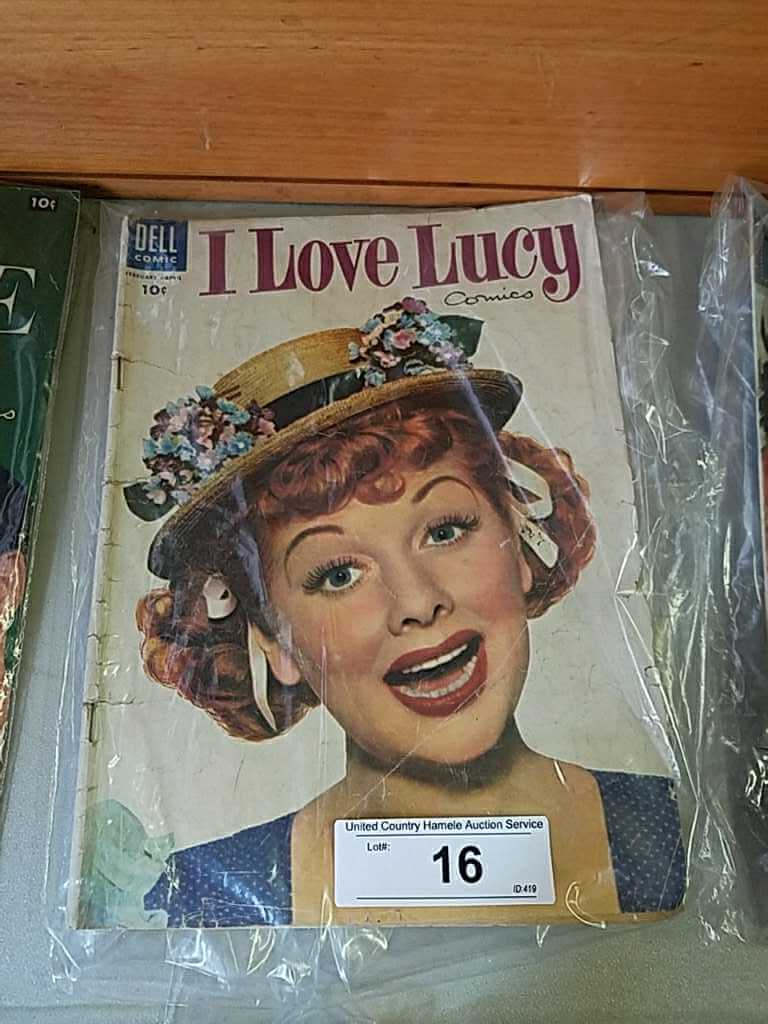 10¢
E
DELL
COMIC
I LOVE LUCY
Comics
10¢
United Country Hamele Auction Service
Lot#:
16
ID:419